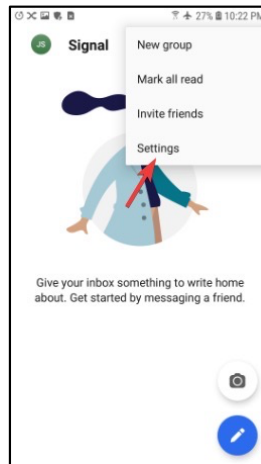 27% 10:22 PM
JS Signal
New group
Mark all read
Invite friends
Settings
Give your inbox something to write home
about. Get started by messaging a friend.